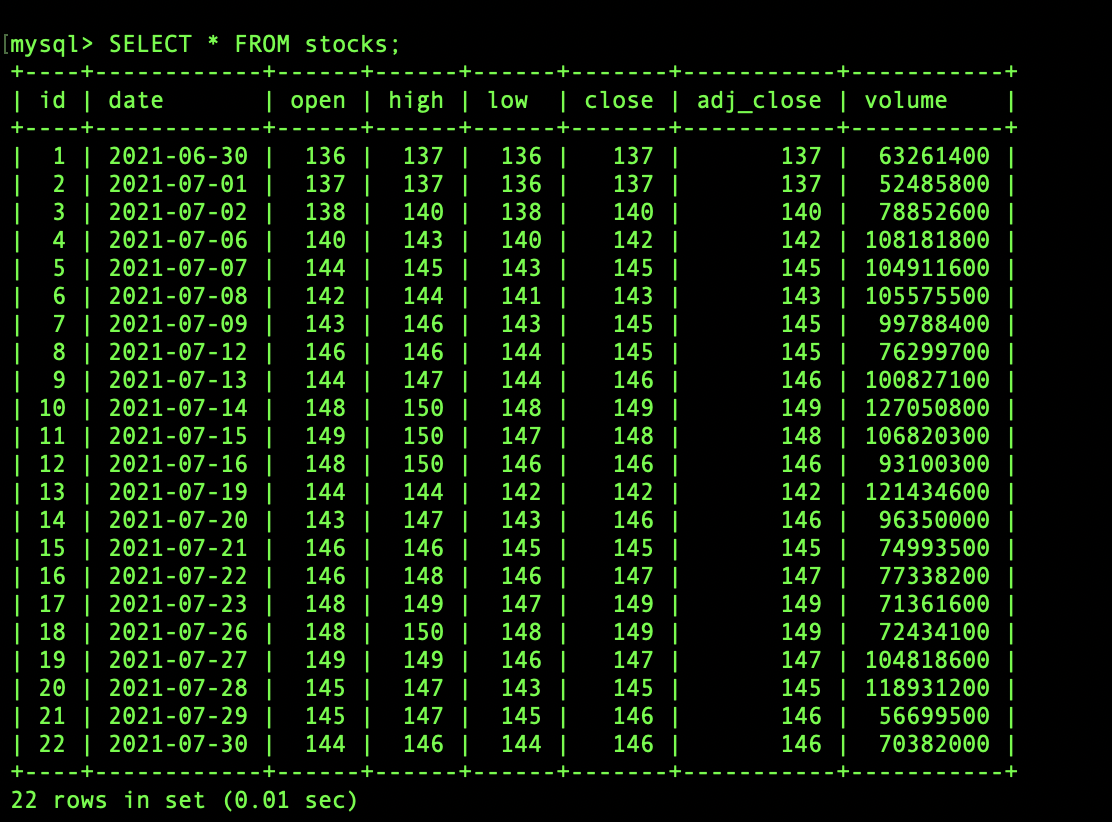 mysql> SELECT * FROM stocks;
+----+------------+------+------+------+-------+-----------+-----------+
| id | date       | open | high | low  | close | adj_close | volume    |
+----+------------+------+------+------+-------+-----------+-----------+
|  1 | 2021-06-30 |  136 |  137 |  136 |   137 |       137 |  63261400 |
|  2 | 2021-07-01 |  137 |  137 |  136 |   137 |       137 |  52485800 |
|  3 | 2021-07-02 |  138 |  140 |  138 |   140 |       140 |  78852600 |
|  4 | 2021-07-06 |  140 |  143 |  140 |   142 |       142 | 108181800 |
|  5 | 2021-07-07 |  144 |  145 |  143 |   145 |       145 | 104911600 |
|  6 | 2021-07-08 |  142 |  144 |  141 |   143 |       143 | 105575500 |
|  7 | 2021-07-09 |  143 |  146 |  143 |   145 |       145 |  99788400 |
|  8 | 2021-07-12 |  146 |  146 |  144 |   145 |       145 |  76299700 |
|  9 | 2021-07-13 |  144 |  147 |  144 |   146 |       146 | 100827100 |
| 10 | 2021-07-14 |  148 |  150 |  148 |   149 |       149 | 127050800 |
| 11 | 2021-07-15 |  149 |  150 |  147 |   148 |       148 | 106820300 |
| 12 | 2021-07-16 |  148 |  150 |  146 |   146 |       146 |  93100300 |
| 13 | 2021-07-19 |  144 |  144 |  142 |   142 |       142 | 121434600 |
| 14 | 2021-07-20 |  143 |  147 |  143 |   146 |       146 |  96350000 |
| 15 | 2021-07-21 |  146 |  146 |  145 |   145 |       145 |  74993500 |
| 16 | 2021-07-22 |  146 |  148 |  146 |   147 |       147 |  77338200 |
| 17 | 2021-07-23 |  148 |  149 |  147 |   149 |       149 |  71361600 |
| 18 | 2021-07-26 |  148 |  150 |  148 |   149 |       149 |  72434100 |
| 19 | 2021-07-27 |  149 |  149 |  146 |   147 |       147 | 104818600 |
| 20 | 2021-07-28 |  145 |  147 |  143 |   145 |       145 | 118931200 |
| 21 | 2021-07-29 |  145 |  147 |  145 |   146 |       146 |  56699500 |
| 22 | 2021-07-30 |  144 |  146 |  144 |   146 |       146 |  70382000 |
+----+------------+------+------+------+-------+-----------+-----------+
22 rows in set (0.01 sec)